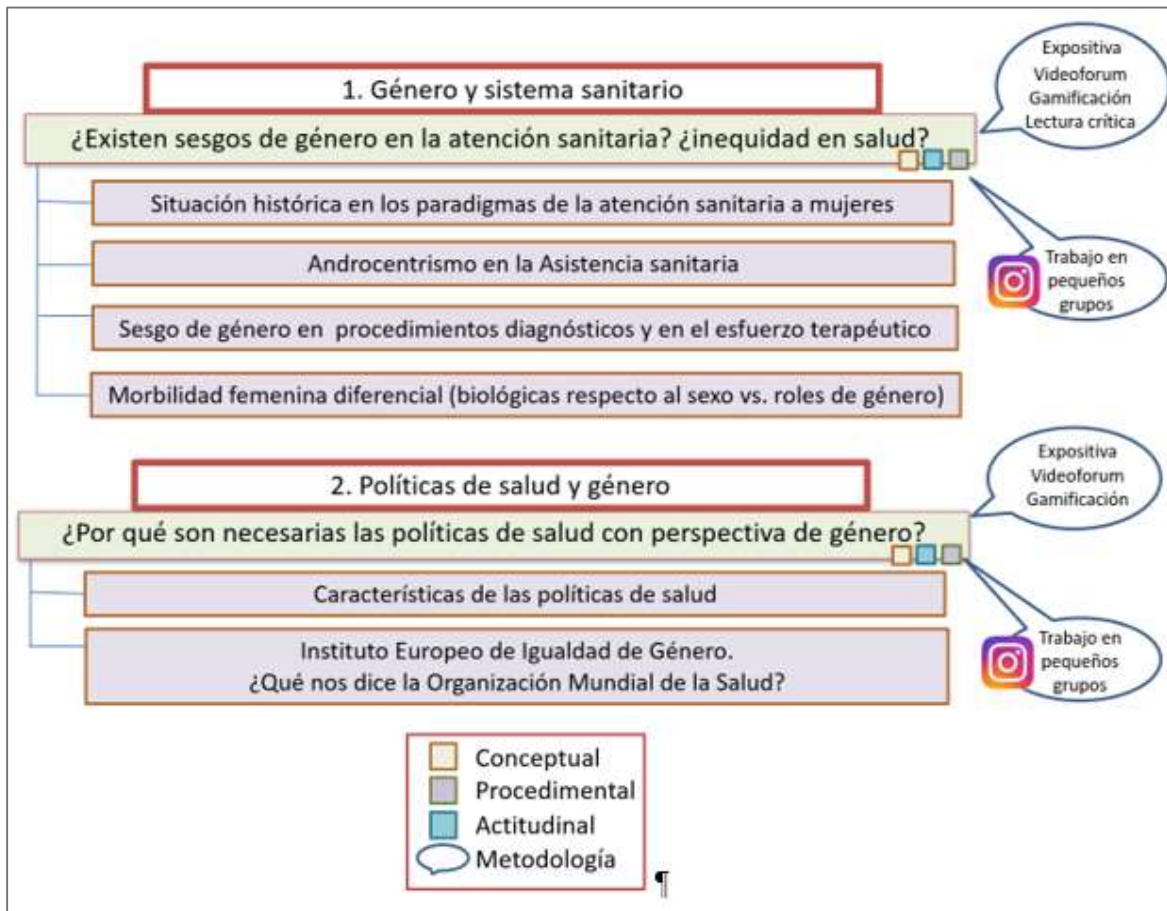 Expositiva
Videoforum
Gamificación
Lectura crítica
1. Género y sistema sanitario
¿Existen sesgos de género en la atención sanitaria? ¿inequidad en salud?
Situación histórica en los paradigmas de la atención sanitaria a mujeres
Androcentrismo en la Asistencia sanitaria
Trabajo en
pequeños
grupos
Sesgo de género en procedimientos diagnósticos y en el esfuerzo terapéutico
Morbilidad femenina diferencial (biológicas respecto al sexo vs. roles de género)
Expositiva
Videoforum
Gamificación
2. Políticas de salud y género
¿Por qué son necesarias las políticas de salud con perspectiva de género?
Características de las políticas de salud
Instituto Europeo de Igualdad de Género.
¿Qué nos dice la Organización Mundial de la Salud?
Trabajo en
pequeños
grupos
Conceptual
Procedimental
Actitudinal
Metodología
¶